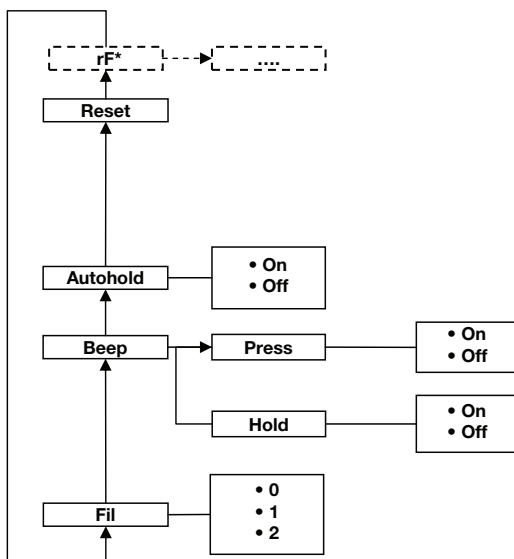 rF*
....
Reset
Autohold
• On
• Off
Beep
Press
• On
• Off
Hold
• On
• Off
Fil
• 0
• 1
• 2